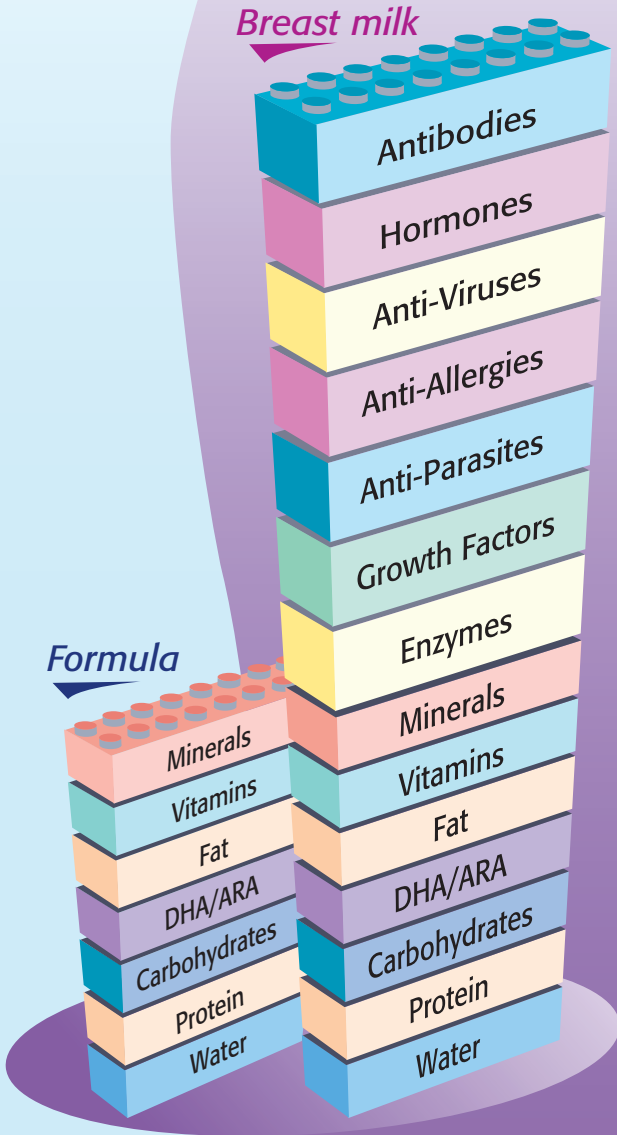 Breast milk
Antibodies
Hormones
Anti-Viruses
Anti-Allergies
Anti-Parasites
Growth Factors
Enzymes
Minerals
Vitamins
Fat
DHA/ARA
Carbohydrates
Protein
Water
Formula
Minerals
Vitamins
Fat
DHA/ARA
Carbohydrates
Protein
Water